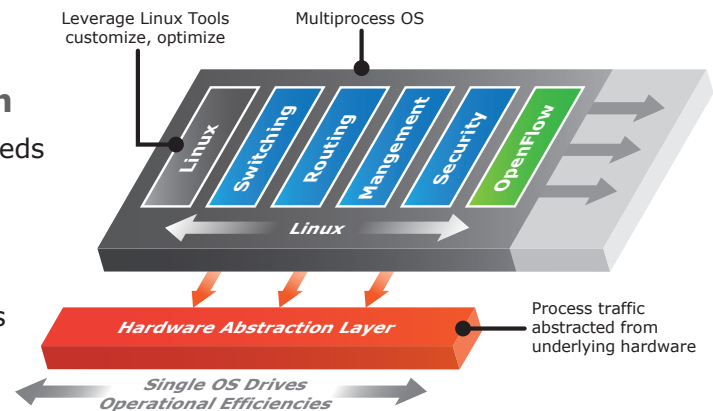 Leverage Linux Tools
customize, optimize
Multiprocess OS
n
eds
s
Linux
Switching
Routing
Mangement
Security
OpenFlow
Linux
Hardware Abstraction Layer
Process traffic
abstracted from
underlying hardware
Single OS Drives
Operational Efficiencies